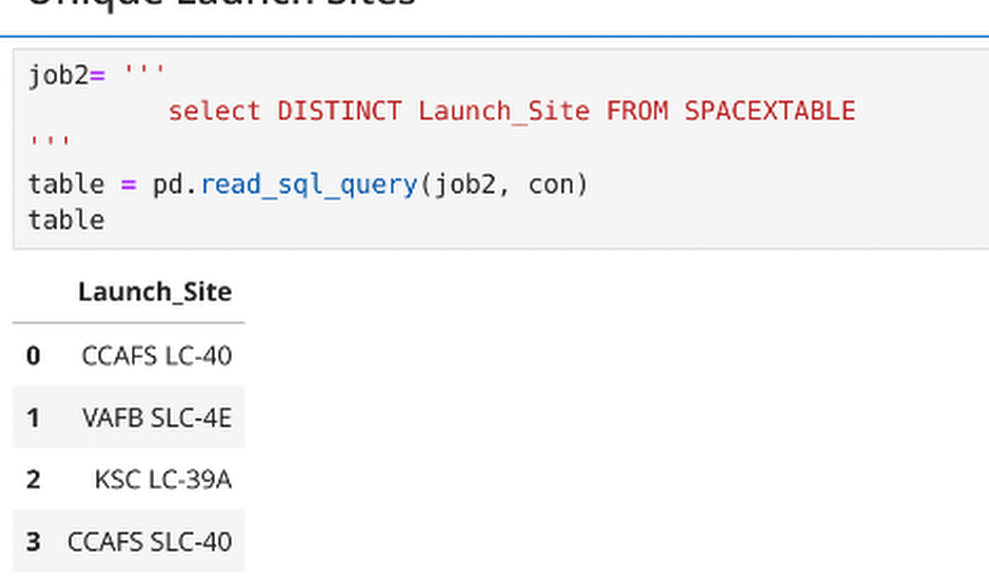 Unique Launch Sites
job2= '''
select DISTINCT Launch_Site FROM SPACEXTABLE
'''
table = pd.read_sql_query(job2, con)
table
Launch_Site
0 CCAFS LC-40
1 VAFB SLC-4E
2 KSC LC-39A
3 CCAFS SLC-40